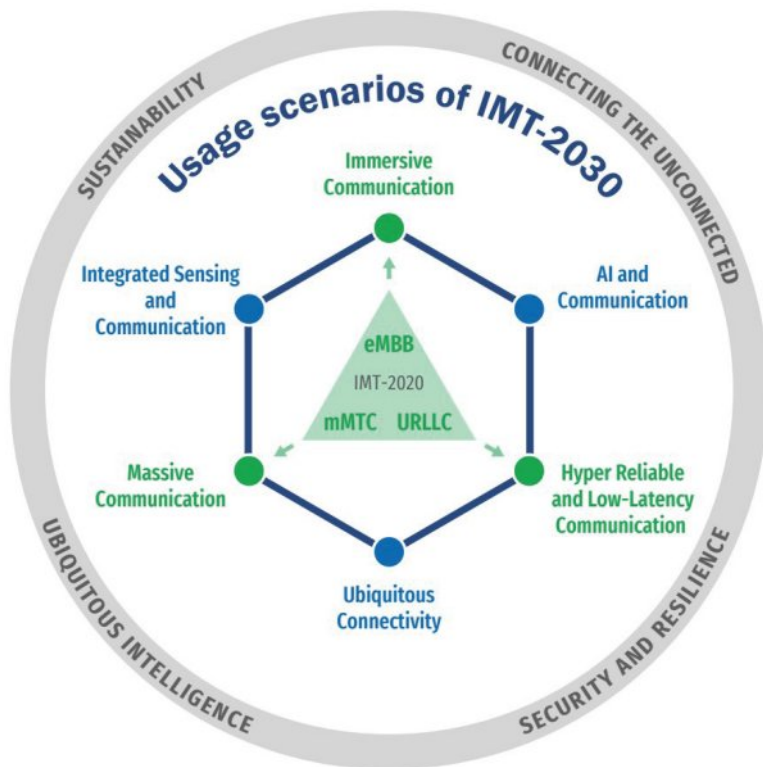 SUSTAINABILITY
CONNECTING THE UNCONNECTED
Usage scenarios of IMT-2030
Immersive
Communication
Integrated Sensing
and
Communication
AI and
Communication
eMBB
IMT-2020
mMTC URLLC
Massive
Communication
Hyper Reliable
and Low-Latency
Communication
Ubiquitous
Connectivity
UBIQUITOUS INTELLIGENCE
SECURITY AND RESILIENCE